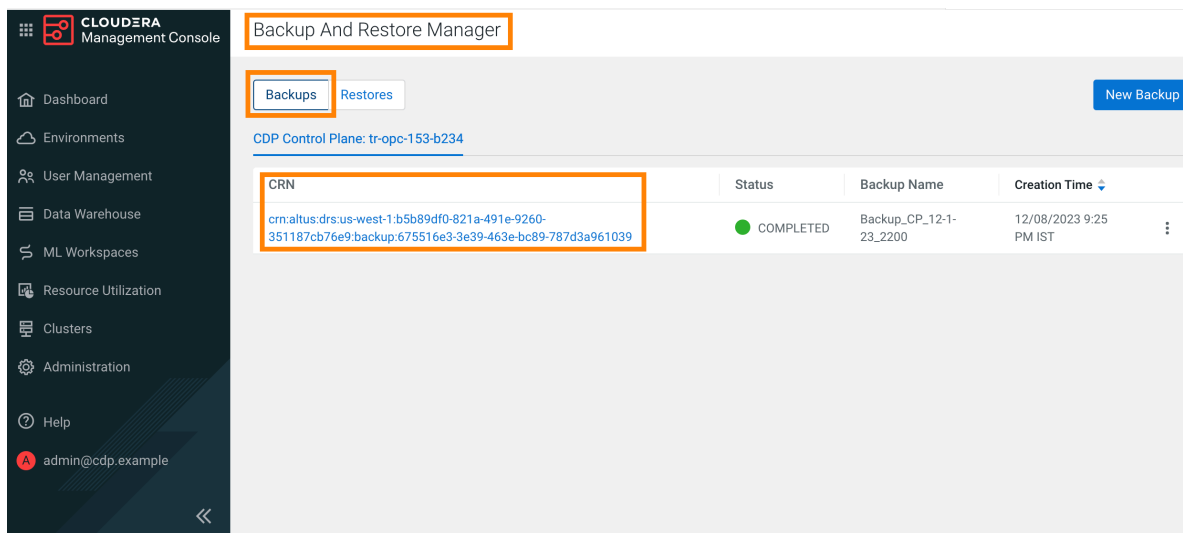 CLOUDERA
Management Console
Dashboard
Environments
User Management
Data Warehouse
ML Workspaces
Resource Utilization
Clusters
Administration
Help
A admin@cdp.example
Backup And Restore Manager
Backups Restores New Backup
CDP Control Plane: tr-opc-153-b234
CRN Status Backup Name Creation Time
crn:altus:drs:us-west-1:b5b89df0-821a-491e-9260-
351187cb76e9:backup:675516e3-3e39-463e-bc89-787d3a961039
COMPLETED
Backup_CP_12-1-
23_2200
12/08/2023 9:25
PM IST